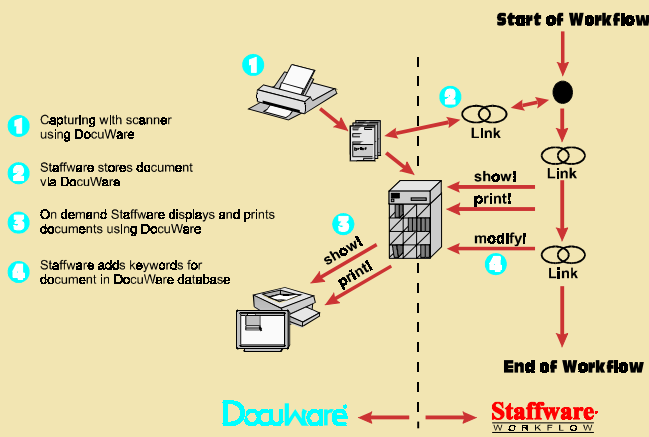 Start of Workflow
1
2
Link
1 Capturing with scanner
using DocuWare
2 Staffware stores document
via DocuWare
3 On demand Staffware displays and prints
documents using DocuWare
4 Staffware adds keywords for
document in DocuWare database
Link
show!
print!
3
show!
print!
modify!
4
Link
End of Workflow
DocuWare
Staffware
WORKFLOW